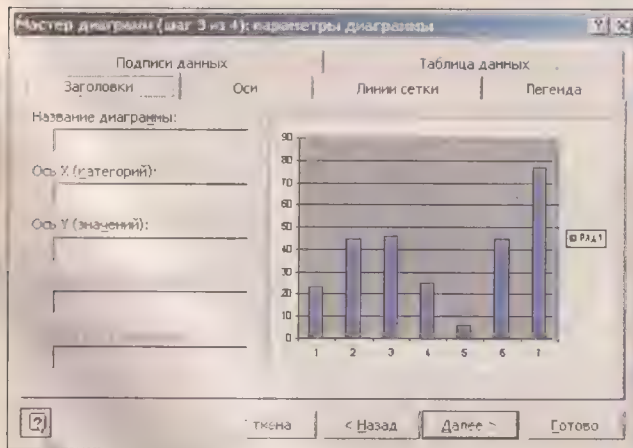 Мастер диаграмм (шаг 3 из 4): параметры диаграммы
Подписи данных
Таблица данных
Заголовки
Оси
Линии сетки
Легенда
Название диаграммы:
Ось X (категорий):
Ось Y (значений):
90
80
70
60
50
40
30
20
10
0
1 2 3 4 5 6 7
Ряд1
< Назад
Далее >
Готово